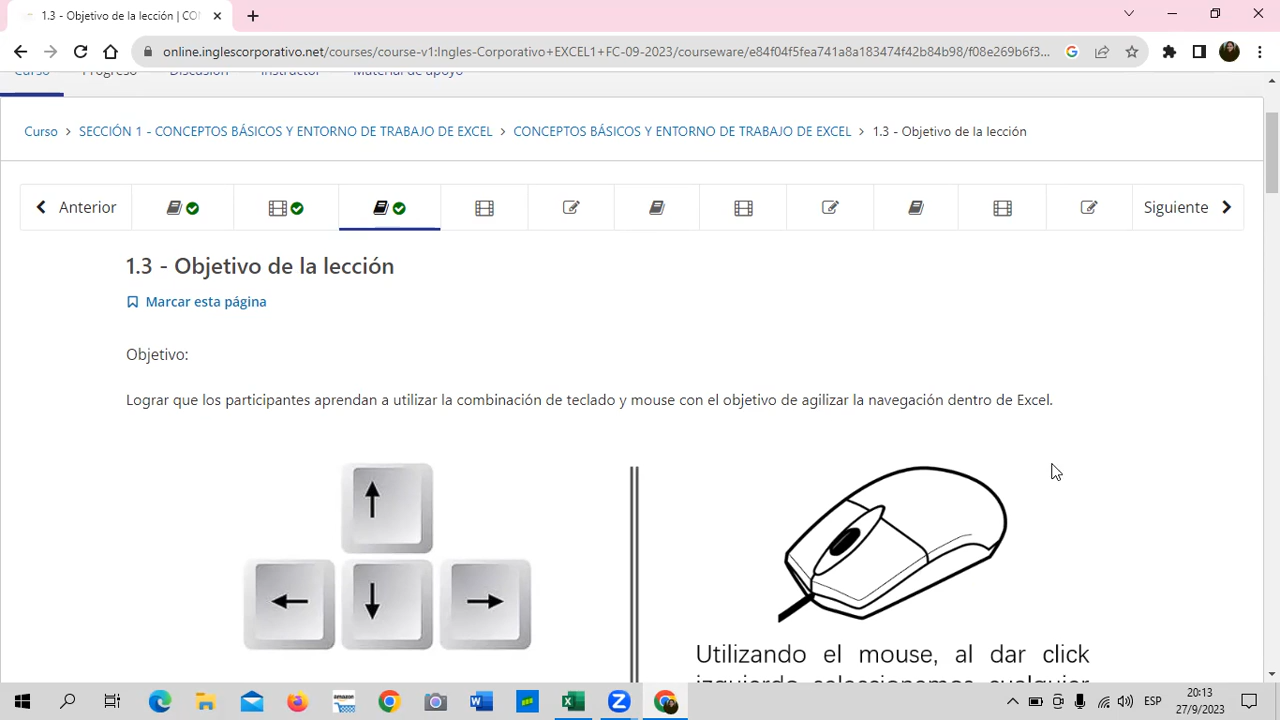 1.3 - Objetivo de la lección | CO
online.inglescorporativo.net/courses/course-v1:Ingles-Corporativo+EXCEL1+FC-09-2023/courseware/e84f04f5fea741a8a183474f42b84b98/f08e269b6f3...
Curso Progreso Discusión Instructor Material de apoyo
Curso > SECCIÓN 1 - CONCEPTOS BÁSICOS Y ENTORNO DE TRABAJO DE EXCEL > CONCEPTOS BÁSICOS Y ENTORNO DE TRABAJO DE EXCEL > 1.3 - Objetivo de la lección
Anterior Siguiente
1.3 - Objetivo de la lección
Marcar esta página
Objetivo:
Lograr que los participantes aprendan a utilizar la combinación de teclado y mouse con el objetivo de agilizar la navegación dentro de Excel.
Utilizando el mouse, al dar click
izquierdo seleccionemos cualquier
ESP
20:13
27/9/2023